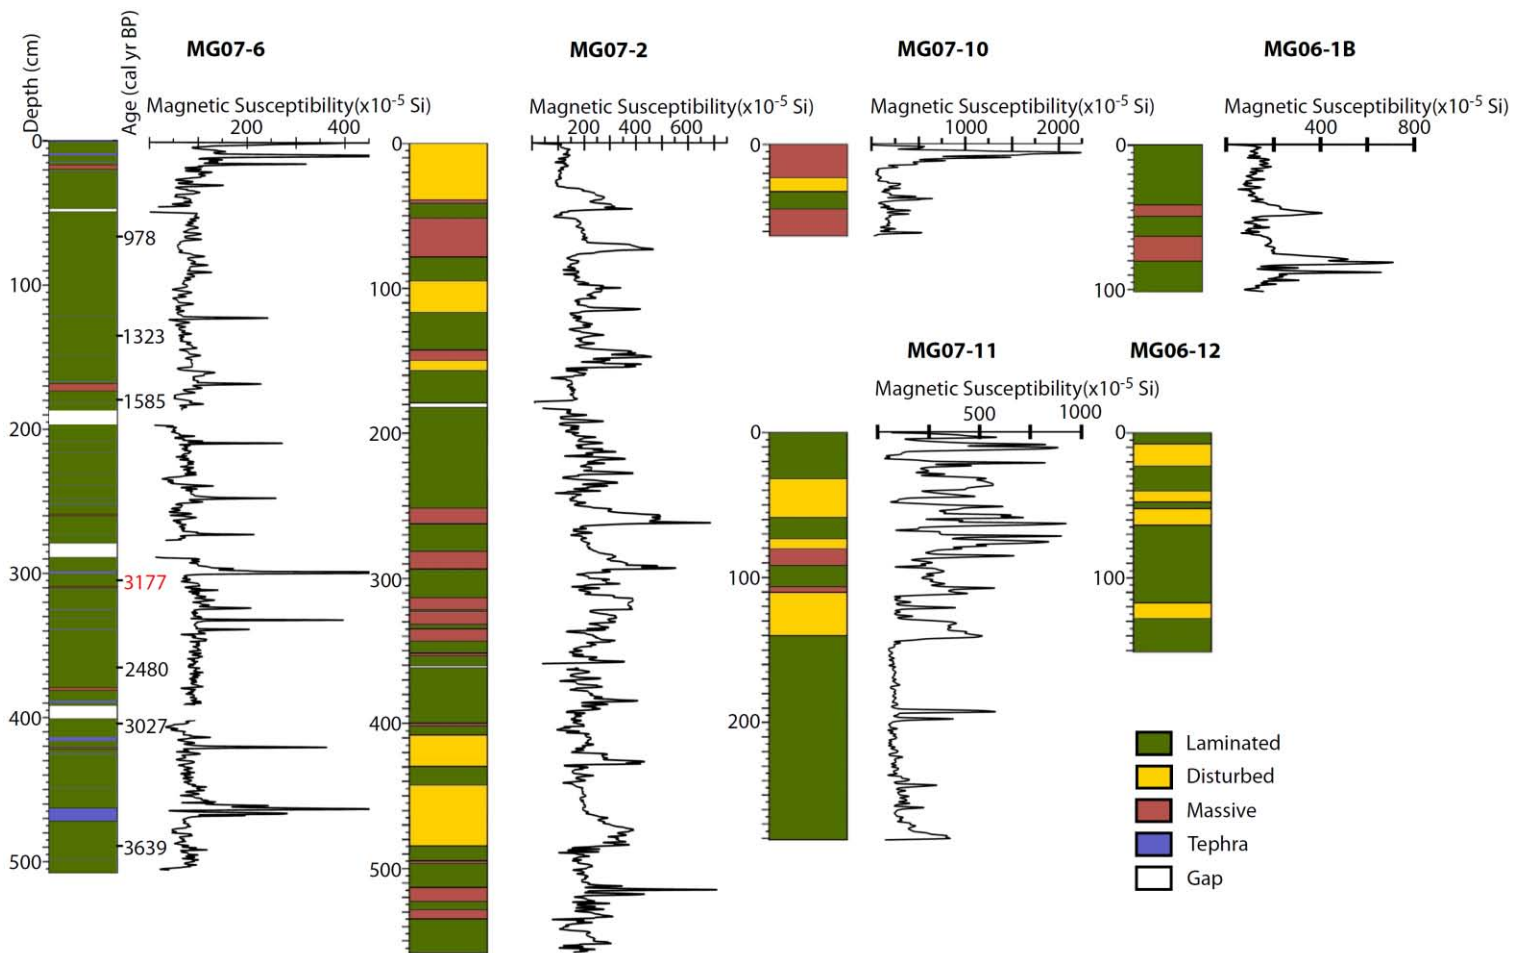 MG07-6
MG07-2
MG07-10
MG06-1B
Depth (cm)
Age (cal yr BP)
Magnetic Susceptibility(x10-5 Si)
Magnetic Susceptibility(x10-5 Si)
Magnetic Susceptibility(x10-5 Si)
Magnetic Susceptibility(x10-5 Si)
200 400
200 400 600
1000 2000
400 800
0
100
200
300
400
500
978
1323
1585
3177
2480
3027
3639
0
100
200
300
400
500
0
0
100
MG07-11
MG06-12
Magnetic Susceptibility(x10-5 Si)
500 1000
0
100
200
0
100
Laminated
Disturbed
Massive
Tephra
Gap